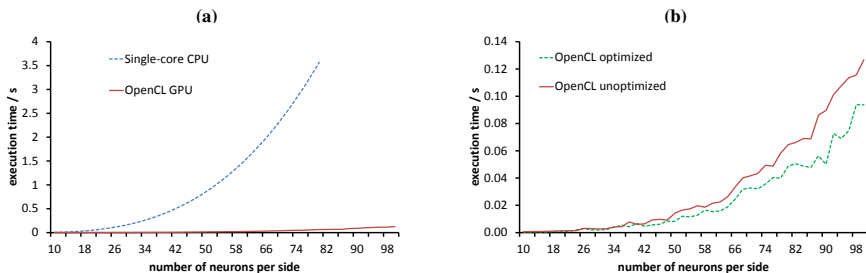 (a)
execution time / s
4
3.5
3
2.5
2
1.5
1
0.5
0
Single-core CPU
OpenCL GPU
10 18 26 34 42 50 58 66 74 82 90 98
number of neurons per side
(b)
execution time / s
0.14
0.12
0.10
0.08
0.06
0.04
0.02
0.00
OpenCL optimized
OpenCL unoptimized
10 18 26 34 42 50 58 66 74 82 90 98
number of neurons per side